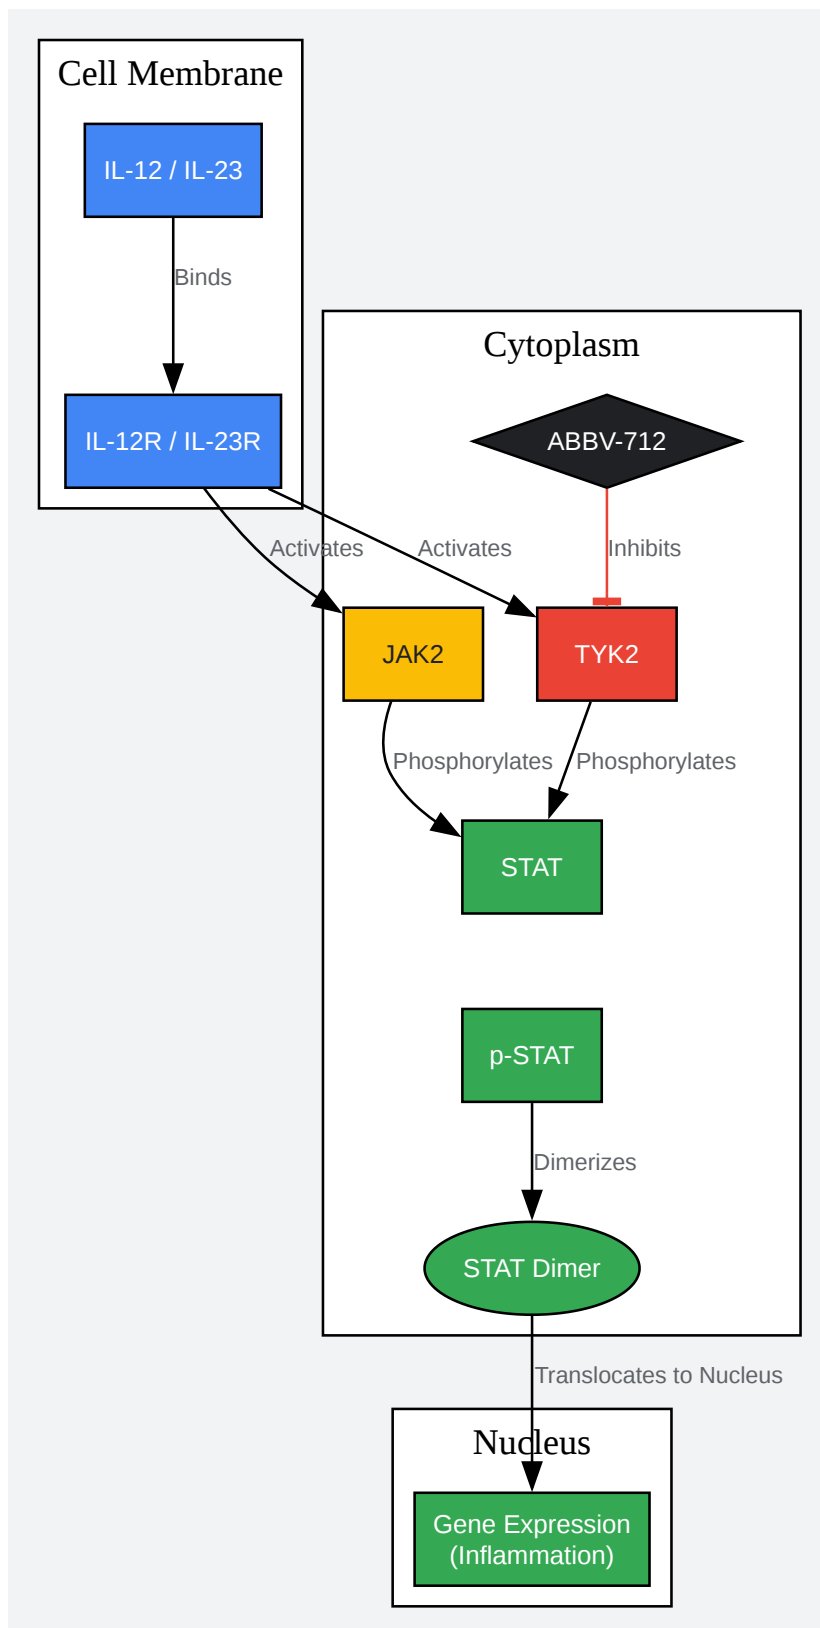 Cell Membrane
IL-12 / IL-23
Binds
Cytoplasm
IL-12R / IL-23R
ABBV-712
Activates
Activates
Inhibits
JAK2
TYK2
Phosphorylates
Phosphorylates
STAT
p-STAT
Dimerizes
STAT Dimer
Translocates to Nucleus
Nucleus
Gene Expression
(Inflammation)